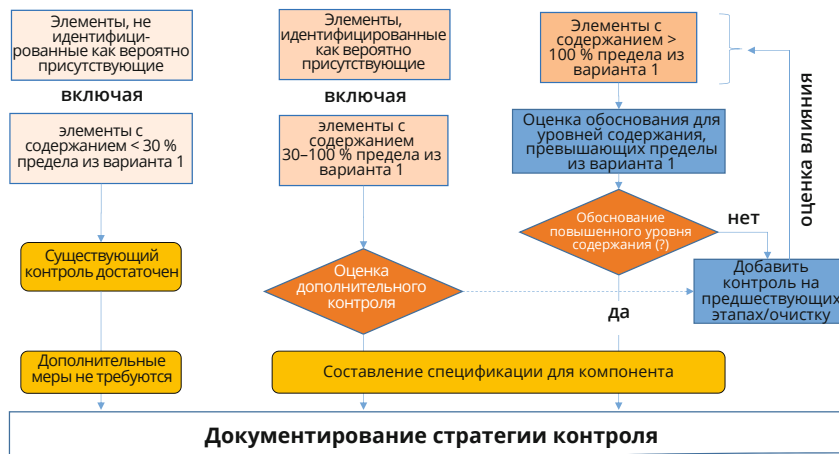 Элементы, не
идентифици-
рованные как вероятно
присутствующие
включая
элементы с
содержанием < 30 %
предела из варианта 1
Существующий
контроль достаточен
Дополнительные
меры не требуются
Элементы,
идентифицированные
как вероятно
присутствующие
включая
элементы с
содержанием
30–100 % предела из
варианта 1
Оценка
дополнительного
контроля
Элементы с
содержанием >
100 % предела из
варианта 1
Оценка обоснования для
уровней содержания,
превышающих пределы
из варианта 1
Обоснование
повышенного уровня
содержания (?)
нет
да
оценка влияния
Добавить
контроль на
предшествующих
этапах/очистку
Составление спецификации для компонента
Документирование стратегии контроля